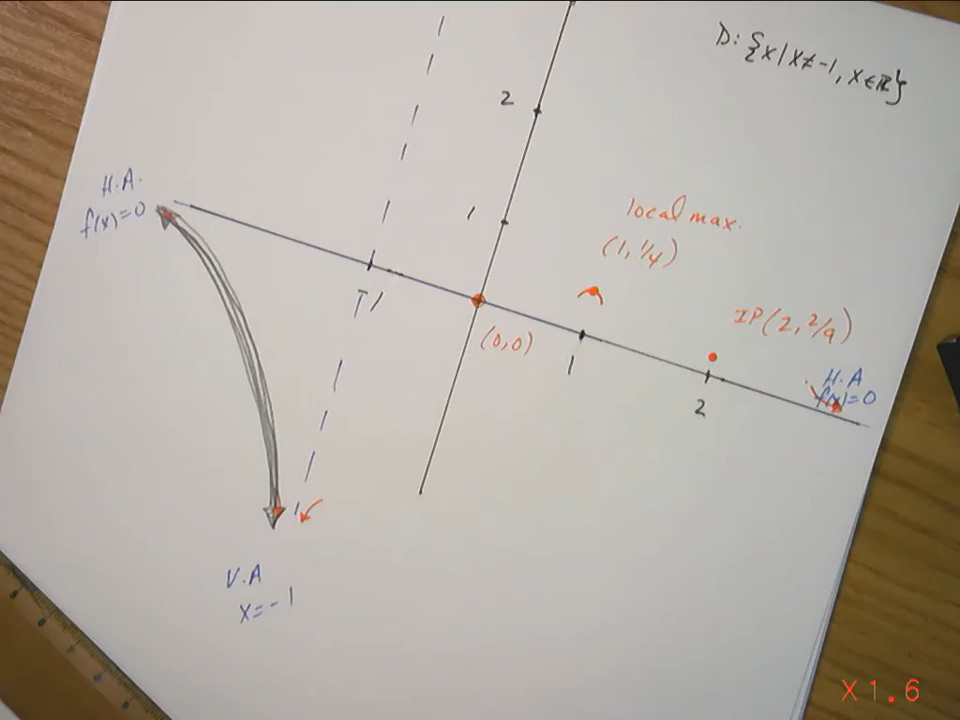 D: {x | x ≠ -1, x ∈ ℝ}
2
H.A.
f(x)=0
1
local max.
(1, 1/4)
-1
IP(2, 2/9)
(0,0)
1
H.A
f(x)=0
2
V.A
x=-1
X1.6